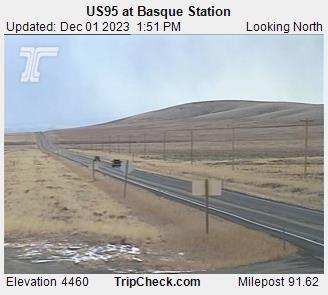 US95 at Basque Station
Updated: Dec 01 2023 1:51 PM Looking North
Elevation 4460 TripCheck.com Milepost 91.62